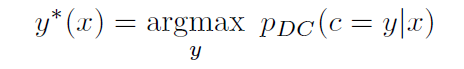 y*(x) = argmax p_DC(c = y|x)
y